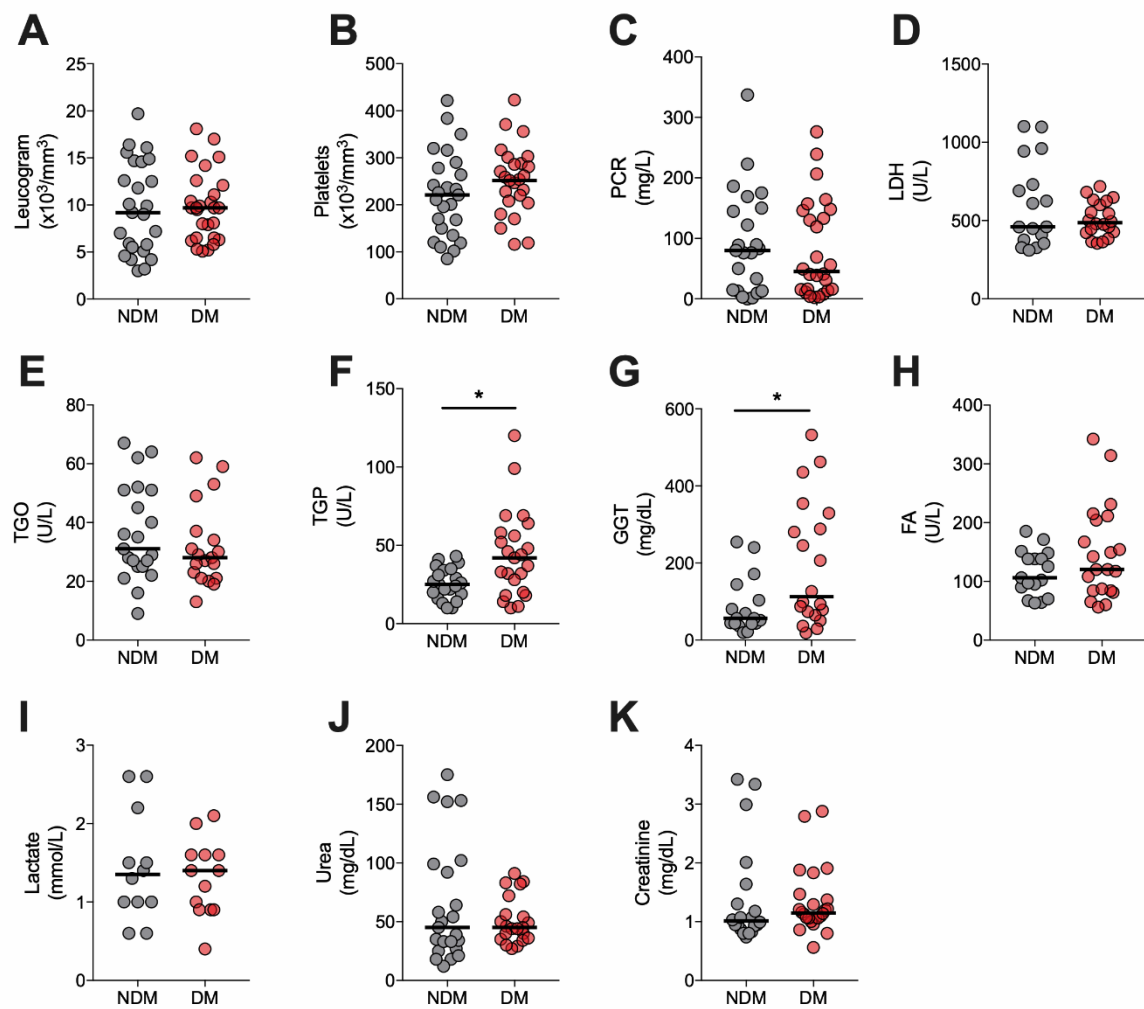 A
Leucogram
(x10³/mm³)
25
20
15
10
5
0
NDM DM
B
Platelets
(x10³/mm³)
500
400
300
200
100
0
NDM DM
C
PCR
(mg/L)
400
300
200
100
0
NDM DM
D
LDH
(U/L)
1500
1000
500
0
NDM DM
E
TGO
(U/L)
80
60
40
20
0
NDM DM
F
TGP
(U/L)
150
100
50
0
*
NDM DM
G
GGT
(mg/dL)
600
400
200
0
*
NDM DM
H
FA
(U/L)
400
300
200
100
0
NDM DM
I
Lactate
(mmol/L)
3
2
1
0
NDM DM
J
Urea
(mg/dL)
200
150
100
50
0
NDM DM
K
Creatinine
(mg/dL)
4
3
2
1
0
NDM DM